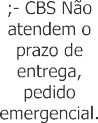 ;- CBS Não
atendem o
prazo de
entrega,
pedido
emergencial.